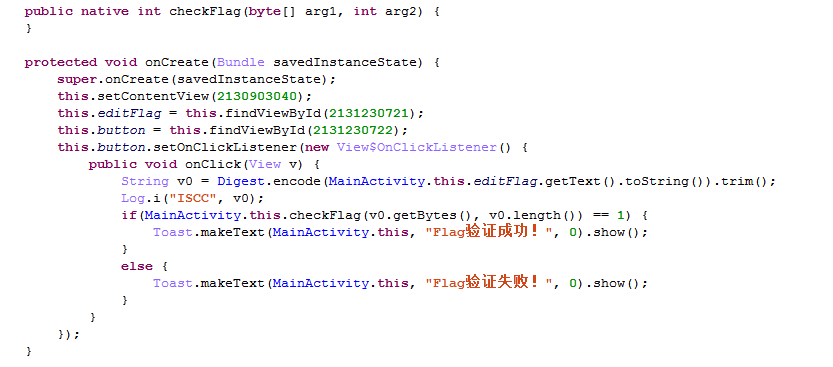 public native int checkFlag(byte[] arg1, int arg2) {
}
protected void onCreate(Bundle savedInstanceState) {
super.onCreate(savedInstanceState);
this.setContentView(2130903040);
this.editFlag = this.findViewById(2131230721);
this.button = this.findViewById(2131230722);
this.button.setOnClickListener(new View$OnClickListener() {
public void onClick(View v) {
String v0 = Digest.encode(MainActivity.this.editFlag.getText().toString()).trim();
Log.i("ISCC", v0);
if(MainActivity.this.checkFlag(v0.getBytes(), v0.length()) == 1) {
Toast.makeText(MainActivity.this, "Flag验证成功！", 0).show();
}
else {
Toast.makeText(MainActivity.this, "Flag验证失败！", 0).show();
}
}
});
}